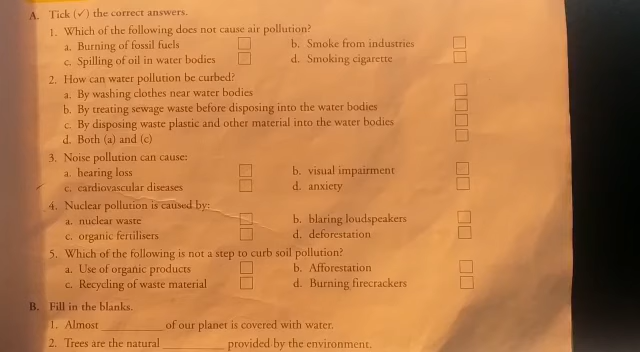 A. Tick (✓) the correct answers.
1. Which of the following does not cause air pollution?
a. Burning of fossil fuels b. Smoke from industries
c. Spilling of oil in water bodies d. Smoking cigarette
2. How can water pollution be curbed?
a. By washing clothes near water bodies
b. By treating sewage waste before disposing into the water bodies
c. By disposing waste plastic and other material into the water bodies
d. Both (a) and (c)
3. Noise pollution can cause:
a. hearing loss b. visual impairment
c. cardiovascular diseases d. anxiety
4. Nuclear pollution is caused by:
a. nuclear waste b. blaring loudspeakers
c. organic fertilisers d. deforestation
5. Which of the following is not a step to curb soil pollution?
a. Use of organic products b. Afforestation
c. Recycling of waste material d. Burning firecrackers
B. Fill in the blanks.
1. Almost ________ of our planet is covered with water.
2. Trees are the natural ________ provided by the environment.